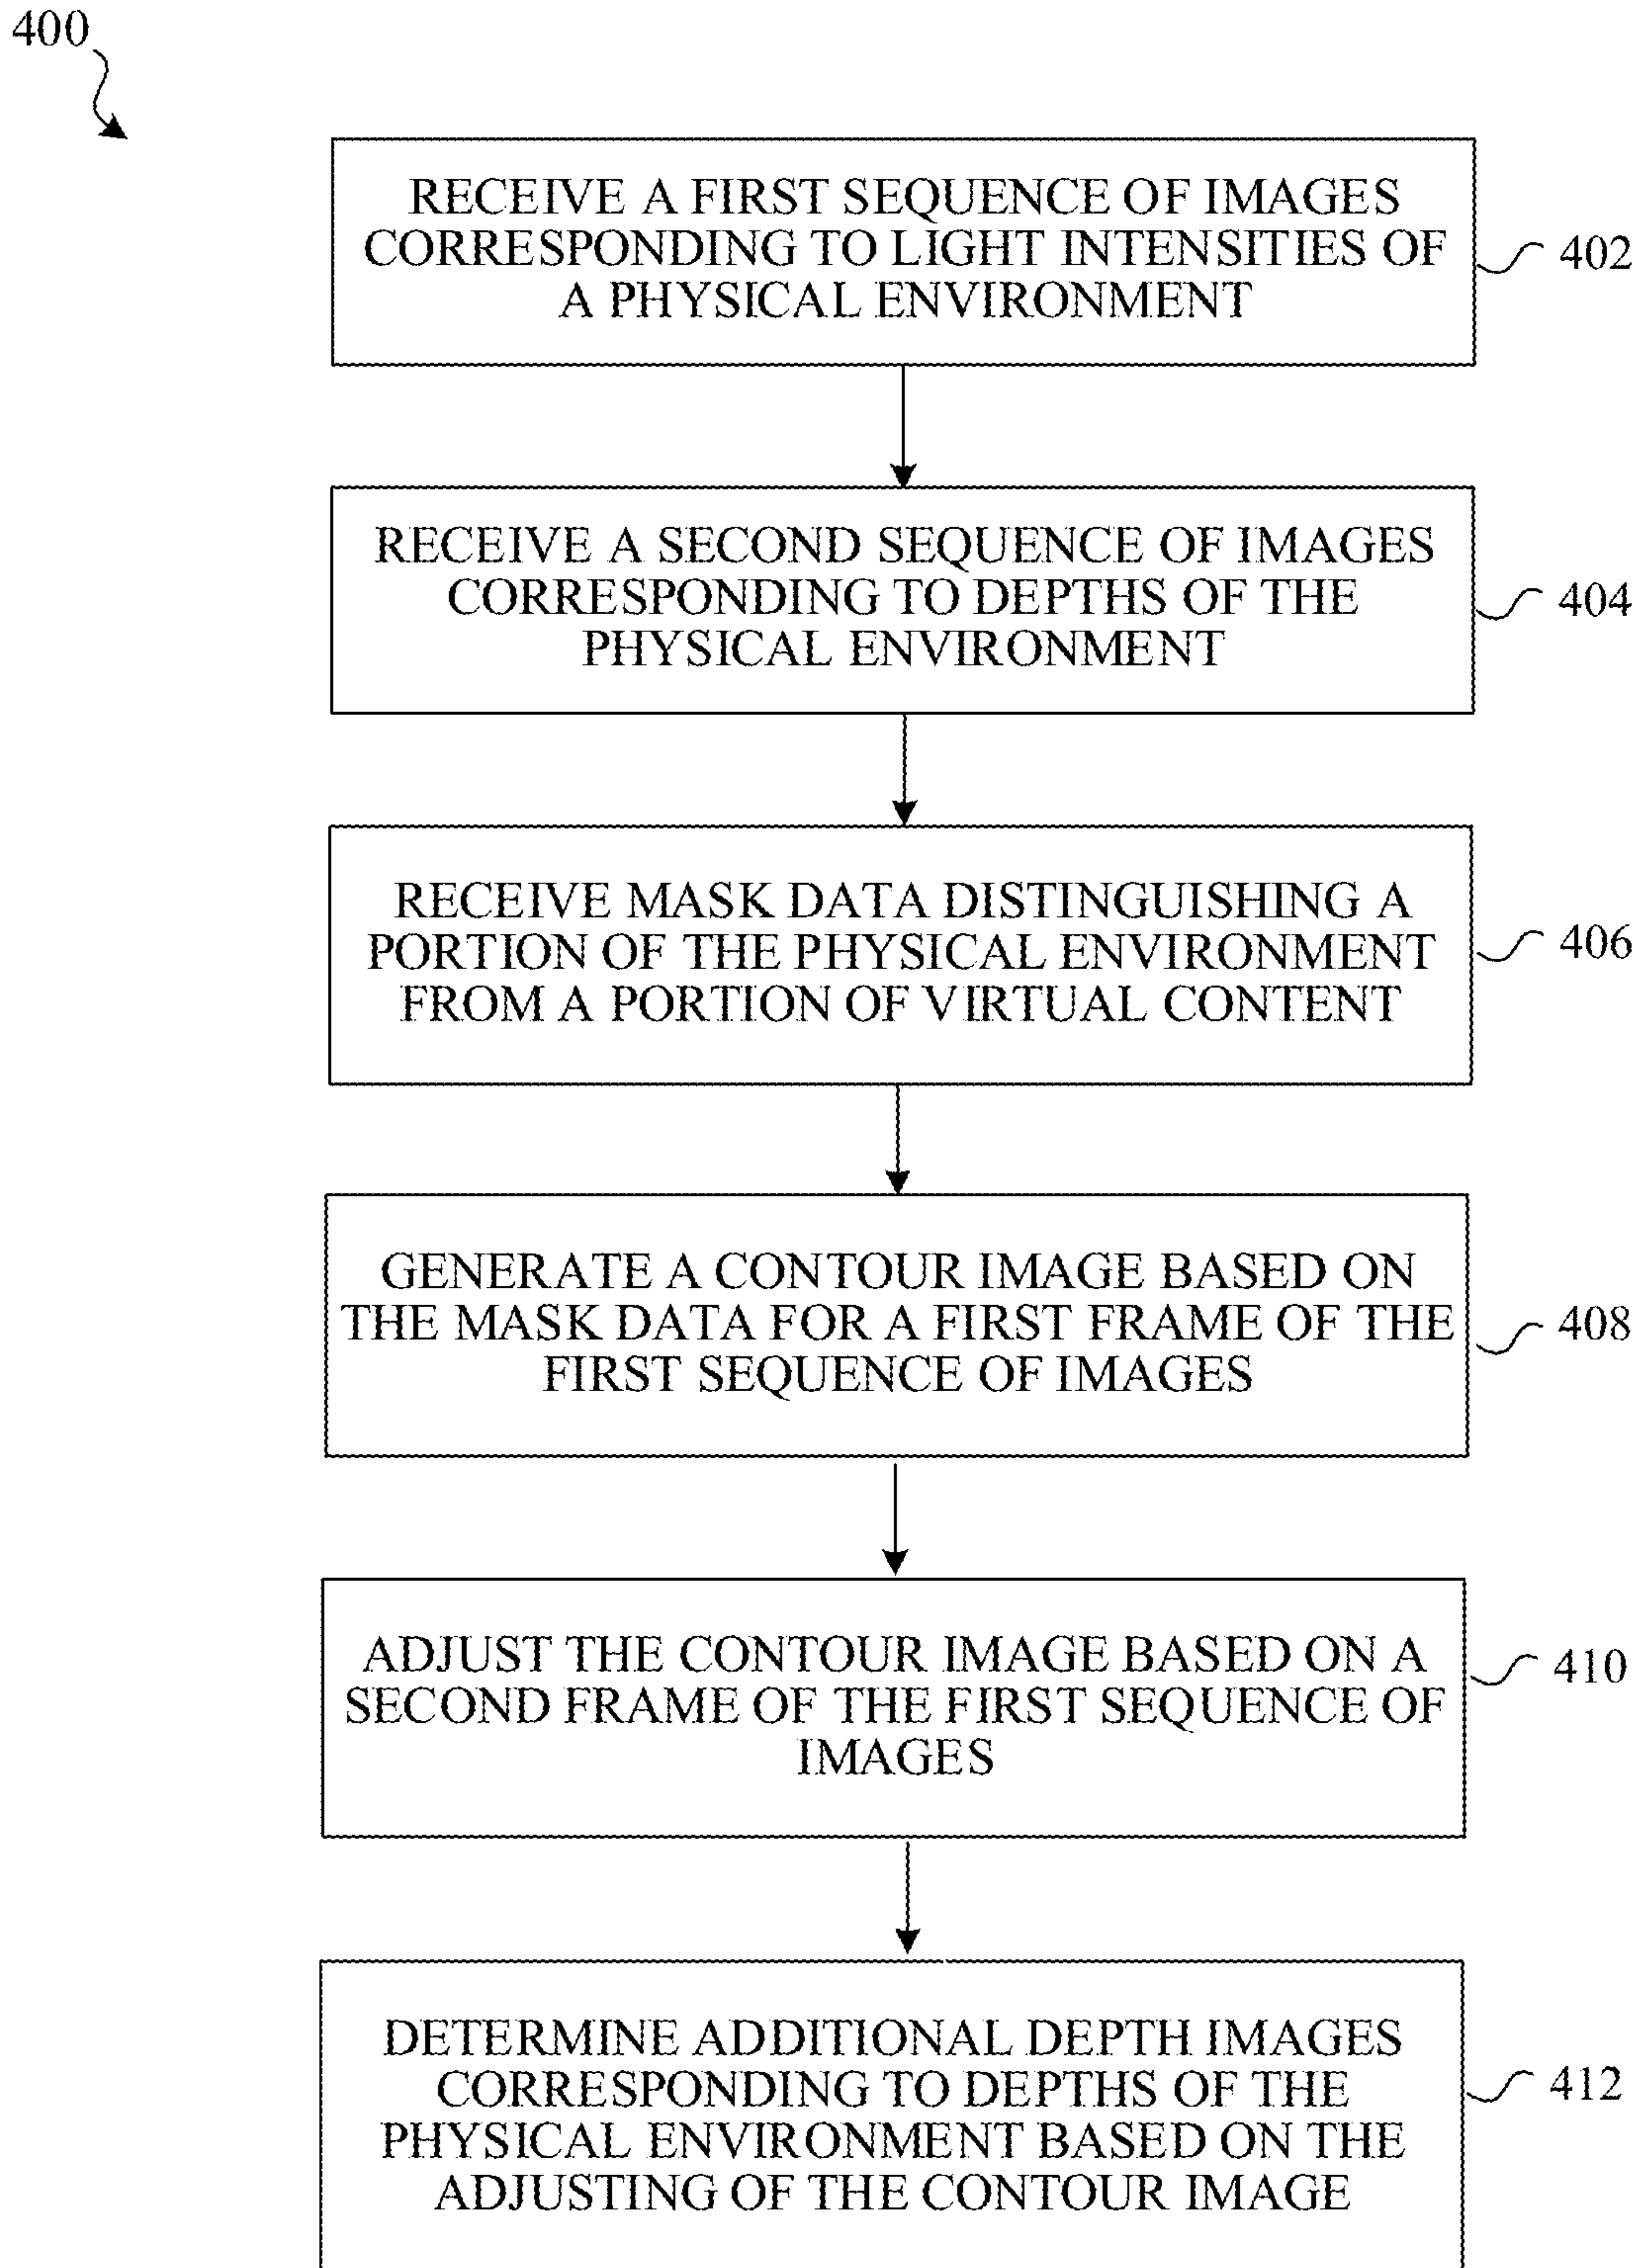 400
RECEIVE A FIRST SEQUENCE OF IMAGES
CORRESPONDING TO LIGHT INTENSITIES OF
A PHYSICAL ENVIRONMENT
402
RECEIVE A SECOND SEQUENCE OF IMAGES
CORRESPONDING TO DEPTHS OF THE
PHYSICAL ENVIRONMENT
404
RECEIVE MASK DATA DISTINGUISHING A
PORTION OF THE PHYSICAL ENVIRONMENT
FROM A PORTION OF VIRTUAL CONTENT
406
GENERATE A CONTOUR IMAGE BASED ON
THE MASK DATA FOR A FIRST FRAME OF THE
FIRST SEQUENCE OF IMAGES
408
ADJUST THE CONTOUR IMAGE BASED ON A
SECOND FRAME OF THE FIRST SEQUENCE OF
IMAGES
410
DETERMINE ADDITIONAL DEPTH IMAGES
CORRESPONDING TO DEPTHS OF THE
PHYSICAL ENVIRONMENT BASED ON THE
ADJUSTING OF THE CONTOUR IMAGE
412